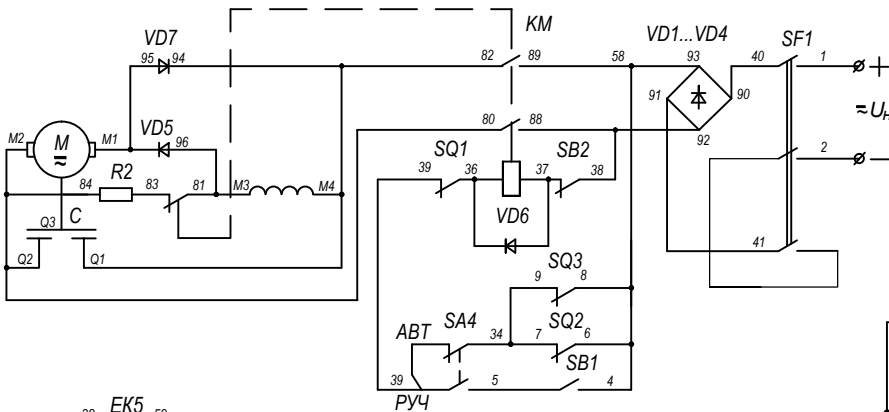 KM
VD7
95 94
82 89
58
VD1...VD4
93
40
SF1
1
+
91
90
≂Uн
M2
M
≂
M1
VD5
96
80 88
92
SQ1
39
36
37
SB2
38
2
−
84
R2
83
81
M3
M4
VD6
Q3
C
Q2
Q1
41
SQ3
9 8
АВТ
SA4
34
SQ2
7 6
SB1
39
5
4
РУЧ
EK5